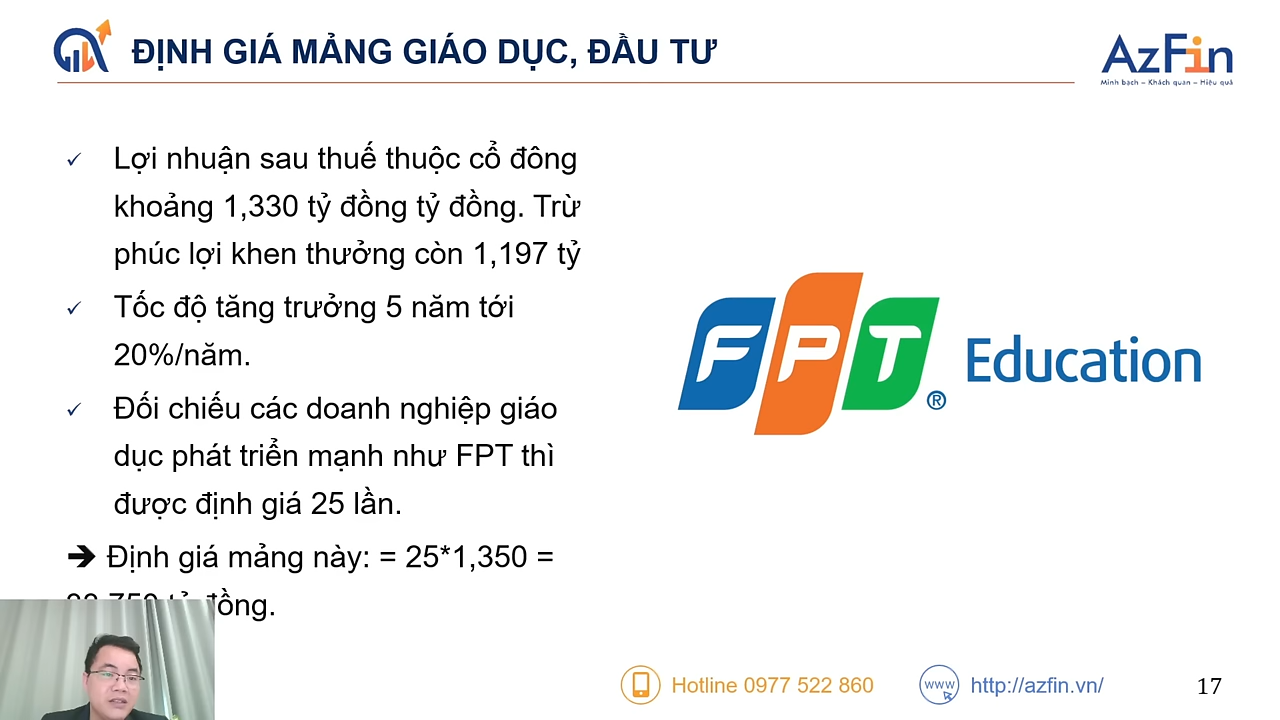 ĐỊNH GIÁ MẢNG GIÁO DỤC, ĐẦU TƯ
AzFin
Minh bạch – Khách quan – Hiệu quả
✓ Lợi nhuận sau thuế thuộc cổ đông
khoảng 1,330 tỷ đồng tỷ đồng. Trừ
phúc lợi khen thưởng còn 1,197 tỷ
✓ Tốc độ tăng trưởng 5 năm tới
20%/năm.
✓ Đối chiếu các doanh nghiệp giáo
dục phát triển mạnh như FPT thì
được định giá 25 lần.
➔ Định giá mảng này: = 25*1,350 =
đồng.
FPT® Education
Hotline 0977 522 860
www
http://azfin.vn/
17